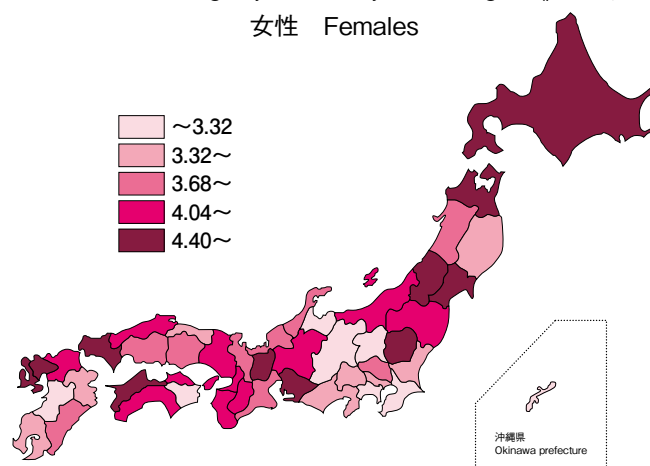 女性 Females
～3.32
3.32～
3.68～
4.04～
4.40～
沖縄県
Okinawa prefecture